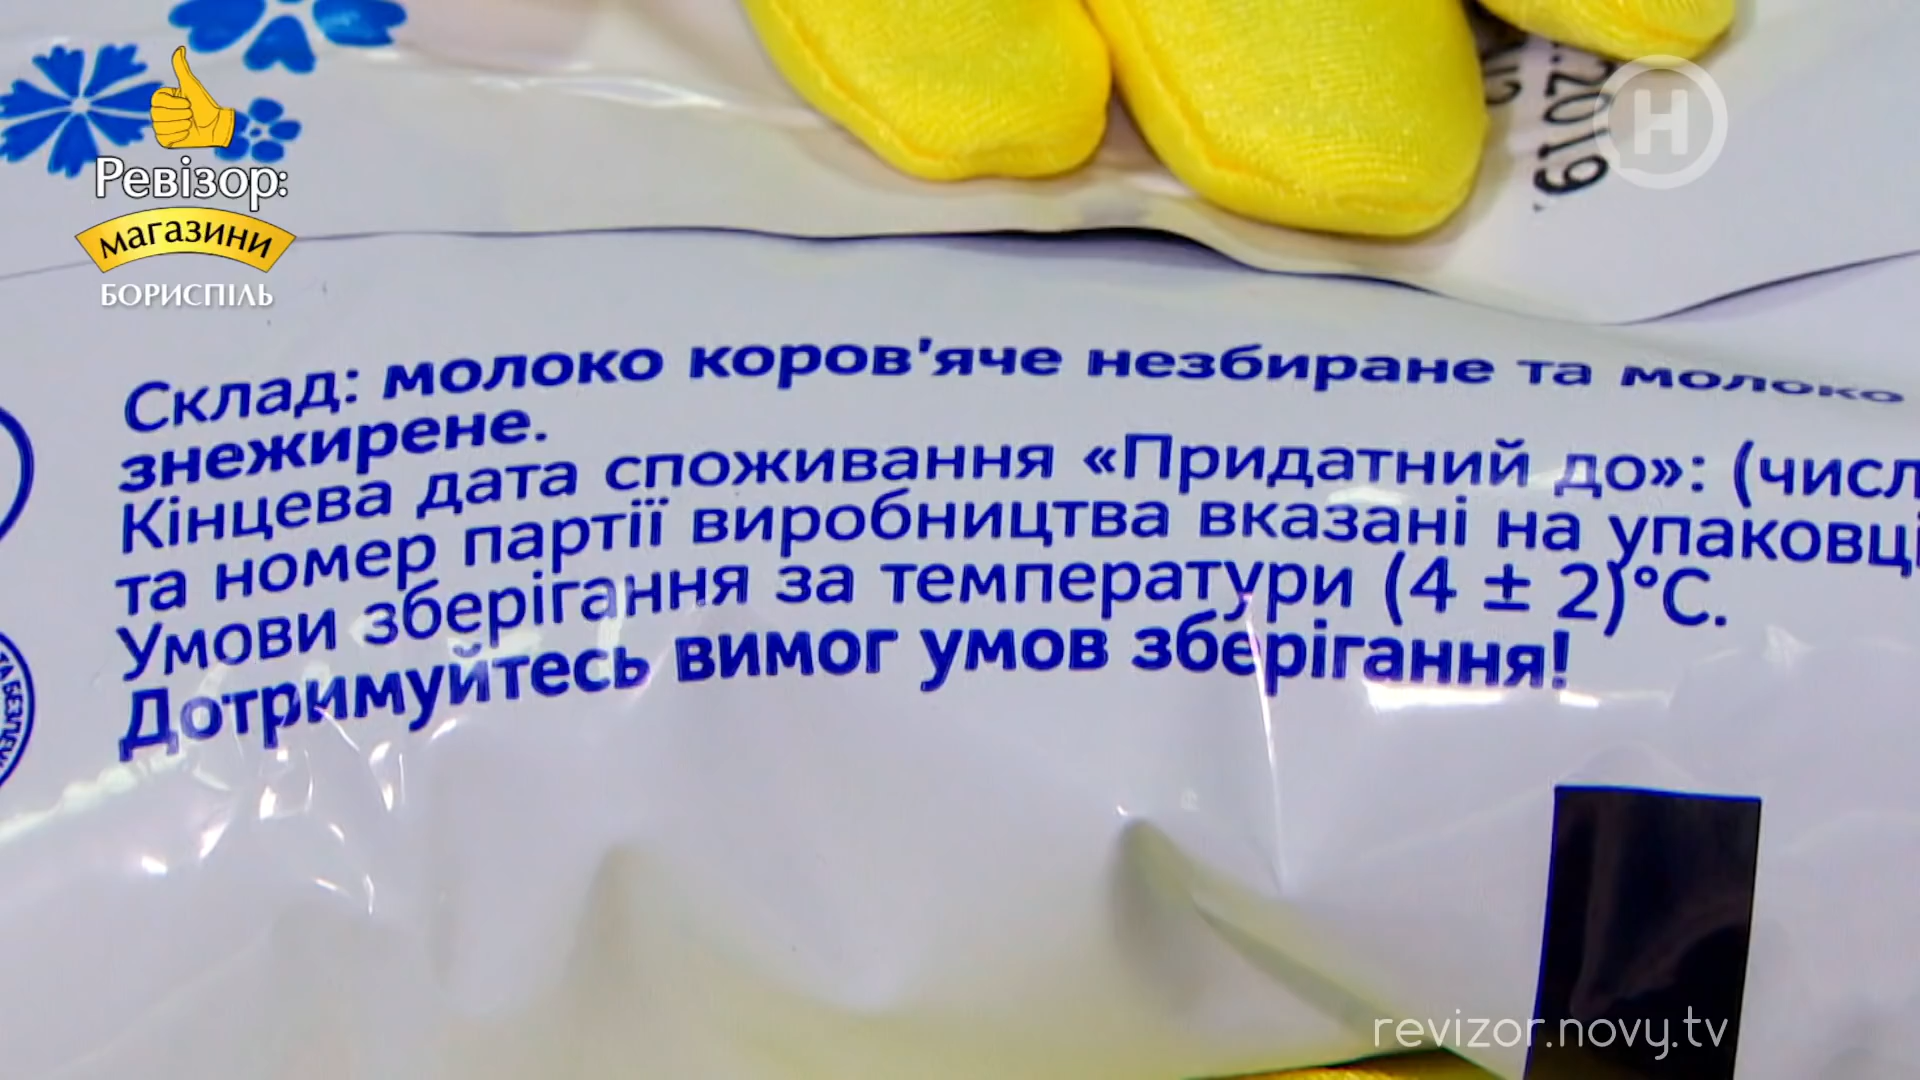 Ревізор:
магазини
БОРИСПІЛЬ
.2019
H
Склад: молоко коров'яче незбиране та молоко
знежирене.
Кінцева дата споживання «Придатний до»: (числ
та номер партії виробництва вказані на упаковці
Умови зберігання за температури (4 ± 2)°C.
Дотримуйтесь вимог умов зберігання!
revizor.novy.tv